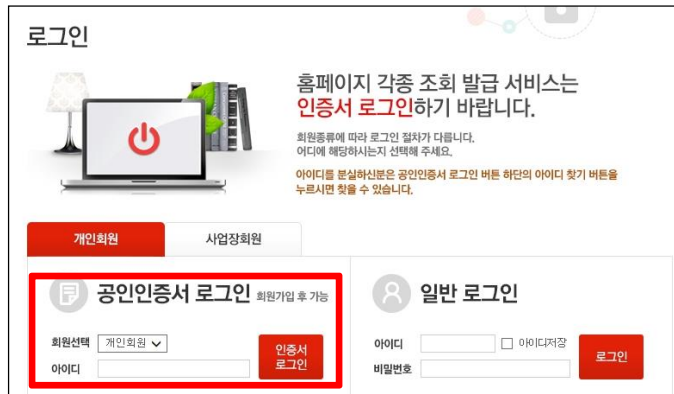 로그인
홈페이지 각종 조회 발급 서비스는
인증서 로그인하기 바랍니다.
회원종류에 따라 로그인 절차가 다릅니다.
어디에 해당하시는지 선택해 주세요.
아이디를 분실하신분은 공인인증서 로그인 버튼 하단의 아이디 찾기 버튼을
누르시면 찾을 수 있습니다.
개인회원 사업장회원
공인인증서 로그인 회원가입 후 가능
회원선택 개인회원
아이디
인증서
로그인
일반 로그인
아이디 아이디저장
비밀번호
로그인